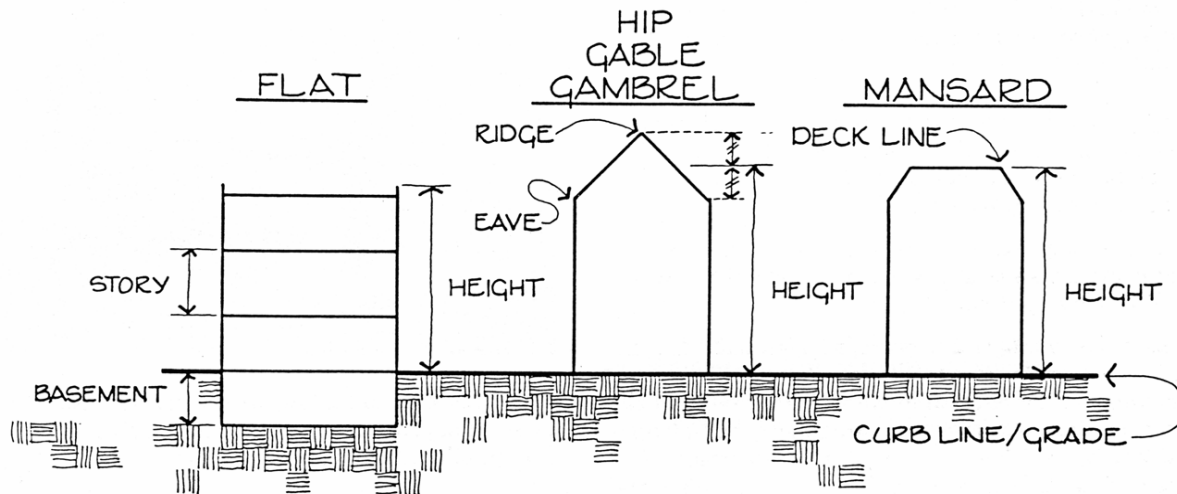 FLAT
HIP
GABLE
GAMBREL
MANSARD
RIDGE
DECK LINE
EAVE
STORY
HEIGHT
HEIGHT
HEIGHT
BASEMENT
CURB LINE/GRADE